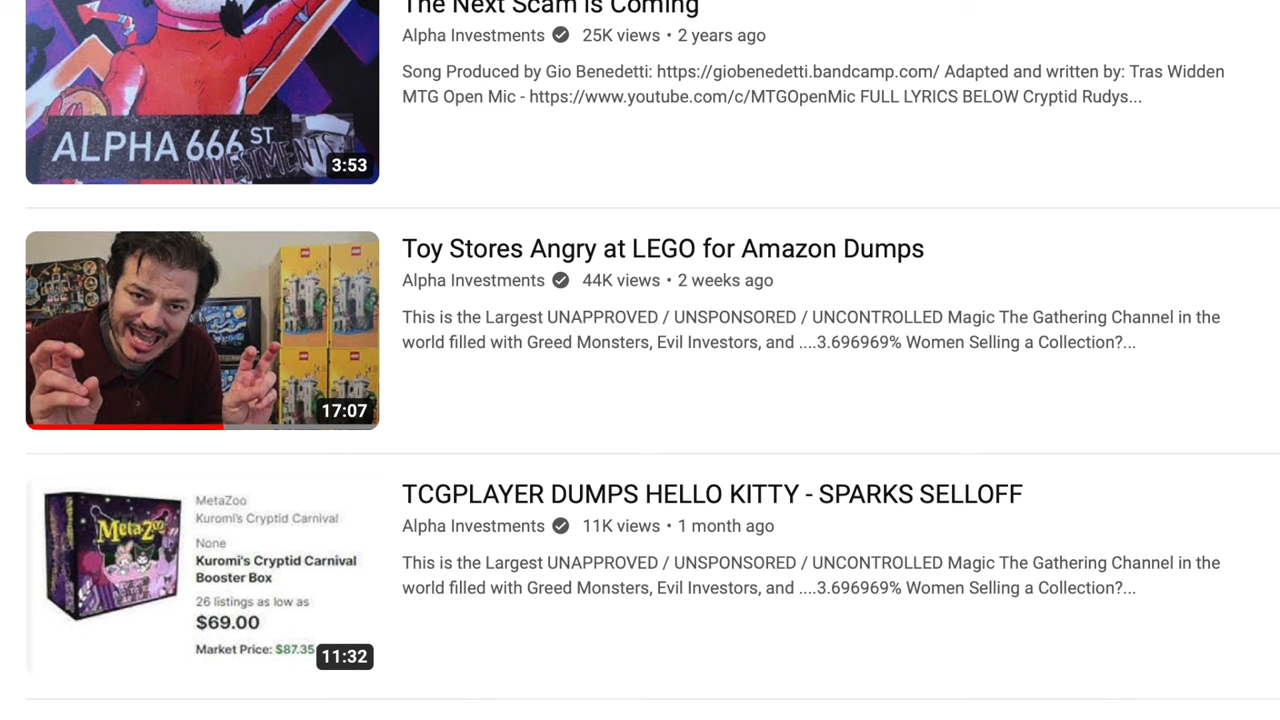 The Next Scam is Coming
Alpha Investments 25K views • 2 years ago
Song Produced by Gio Benedetti: https://giobenedetti.bandcamp.com/ Adapted and written by: Tras Widden
MTG Open Mic - https://www.youtube.com/c/MTGOpenMic FULL LYRICS BELOW Cryptid Rudys...
ALPHA 666 ST
INVESTMENTS
3:53
Toy Stores Angry at LEGO for Amazon Dumps
Alpha Investments 44K views • 2 weeks ago
This is the Largest UNAPPROVED / UNSPONSORED / UNCONTROLLED Magic The Gathering Channel in the
world filled with Greed Monsters, Evil Investors, and ....3.696969% Women Selling a Collection?...
LEGO LEGO
LEGO LEGO
17:07
TCGPLAYER DUMPS HELLO KITTY - SPARKS SELLOFF
Alpha Investments 11K views • 1 month ago
This is the Largest UNAPPROVED / UNSPONSORED / UNCONTROLLED Magic The Gathering Channel in the
world filled with Greed Monsters, Evil Investors, and ....3.696969% Women Selling a Collection?...
MetaZoo
MetaZoo
Kuromi's Cryptid Carnival
None
Kuromi's Cryptid Carnival
Booster Box
26 listings as low as
$69.00
Market Price: $87.35
11:32